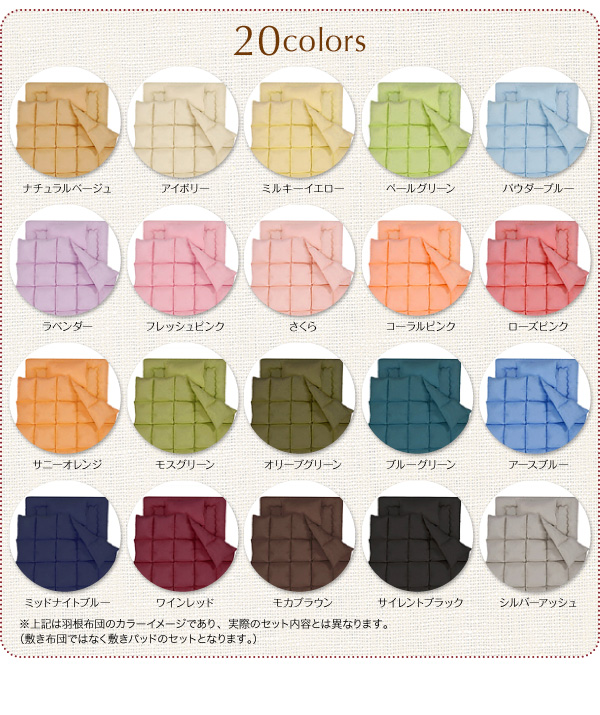 20colors
ナチュラルベージュ
アイボリー
ミルキーイエロー
ペールグリーン
パウダーブルー
ラベンダー
フレッシュピンク
さくら
コーラルピンク
ローズピンク
サニーオレンジ
モスグリーン
オリーブグリーン
ブルーグリーン
アースブルー
ミッドナイトブルー
ワインレッド
モカブラウン
サイレントブラック
シルバーアッシュ
※上記は羽根布団のカラーイメージであり、実際のセット内容とは異なります。
（敷き布団ではなく敷きパッドのセットとなります。）